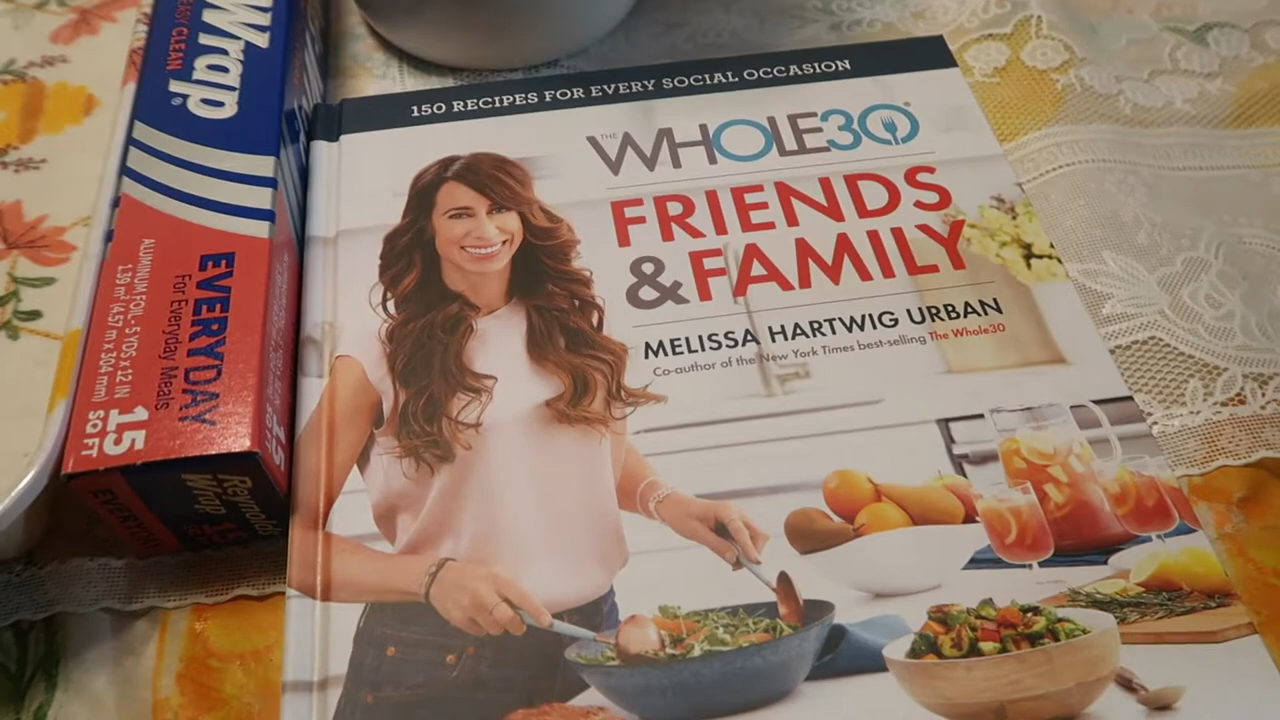 Wrap®
EASY CLEAN.
EVERYDAY
For Everyday Meals
ALUMINUM FOIL - 5 YDS x 12 IN
1.39 m² (4.57 m x 304 mm)
15
SQ FT
15
Reynolds
Wrap
EVERYDAY
150 RECIPES FOR EVERY SOCIAL OCCASION
THE WHOLE30®
FRIENDS
&FAMILY
MELISSA HARTWIG URBAN
Co-author of the New York Times best-selling The Whole30